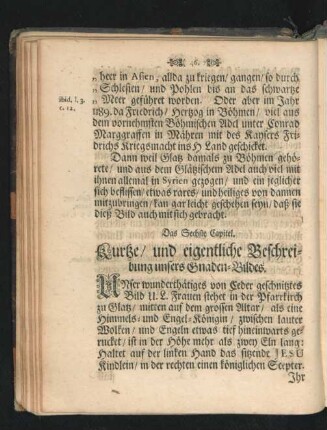 6.
„ heer in Asien, allda zu kriegen/ gangen/ so durch
„ Schlesien/ und Pohlen bis an das schwartze
„ Meer geführet worden. Oder aber im Jahr
1189. da Friedrich/ Hertzog in Böhmen/ viel aus
dem vornehmsten Böhmischen Adel unter Conrad
Marggraffen in Mähren mit des Kaysers Fri-
drichs Kriegsmacht ins H Land geschicket.
Dann weil Glatz damals zu Böhmen gehö-
rete/ und aus dem Glätzischen Adel auch viel mit
ihnen allemal in Syrien gezogen/ und ein jeglicher
sich beflissen/ etwas rares/ und heiliges von dannen
mitzubringen/ kan gar leicht geschehen seyn/ daß sie
dieß Bild auch mit sich gebracht.
ibid. l. 3.
c. 12.
Das Sechste Capitel.
Kurtze/ und eigentliche Beschrei-
bung unsers Gnaden-Bildes.
UNser wunderthätiges von Ceder geschnitztes
Bild U. L. Frauen stehet in der Pfarrkirch
zu Glatz/ mitten auf dem grossen Altar/ als eine
Himmels- und Engel-Königin/ zwischen lauter
Wolken/ und Engeln etwas tief hineinwarts ge-
rucket/ ist in der Höhe mehr als zwey Eln lang:
Haltet auf der linken Hand das sitzende JESU
Kindlein/ in der rechten einen königlichen Scepter.
Ihr